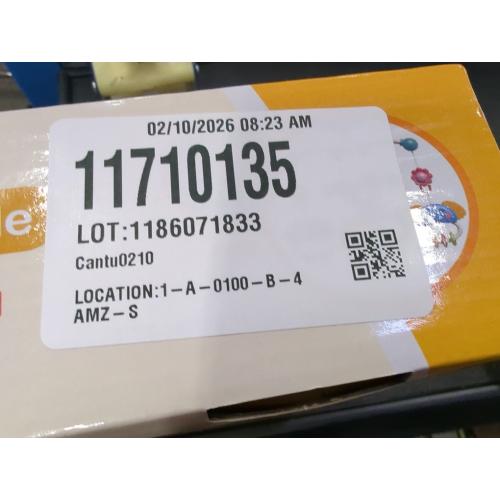 02/10/2026 08:23 AM
11710135
LOT:1186071833
Cantu0210
LOCATION:1-A-0100-B-4
AMZ-S
e